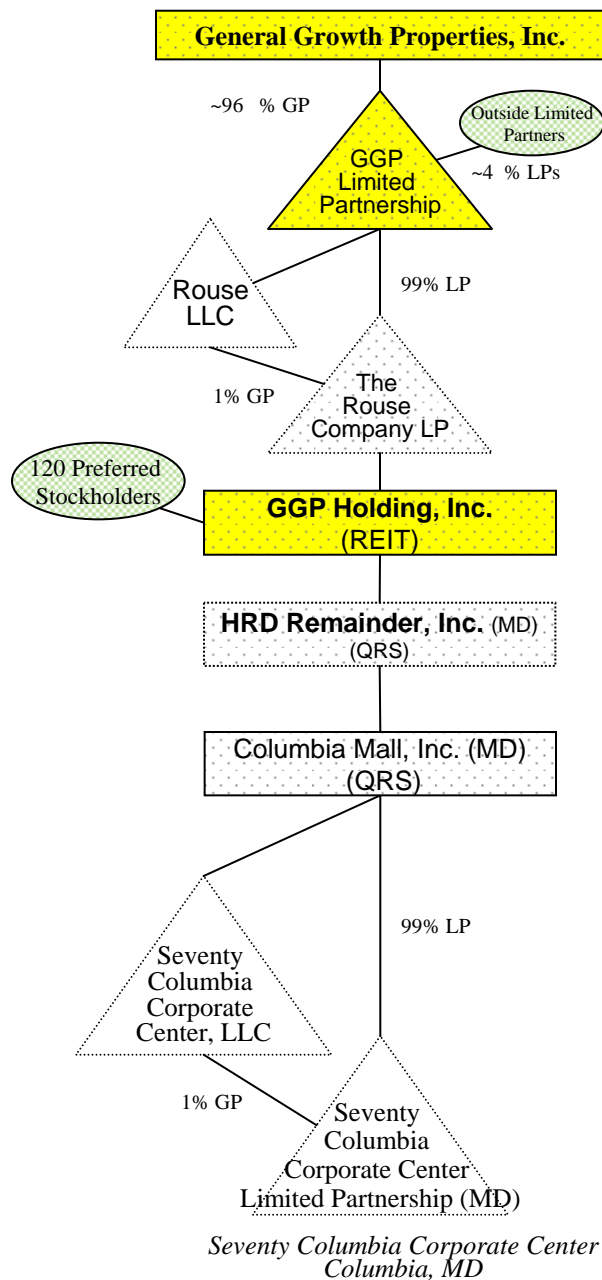 General Growth Properties, Inc.
~96 % GP
Outside Limited
Partners
GGP
Limited
Partnership
~4 % LPs
Rouse
LLC
99% LP
The
Rouse
Company LP
1% GP
120 Preferred
Stockholders
GGP Holding, Inc.
(REIT)
HRD Remainder, Inc. (MD)
(QRS)
Columbia Mall, Inc. (MD)
(QRS)
99% LP
Seventy
Columbia
Corporate
Center, LLC
1% GP
Seventy
Columbia
Corporate Center
Limited Partnership (MD)
Seventy Columbia Corporate Center
Columbia, MD